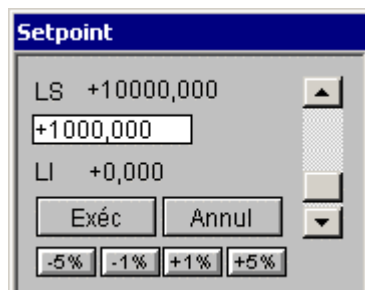 Setpoint
LS +10000,000
+1000,000
LI +0,000
Exéc Annul
-5% -1% +1% +5%